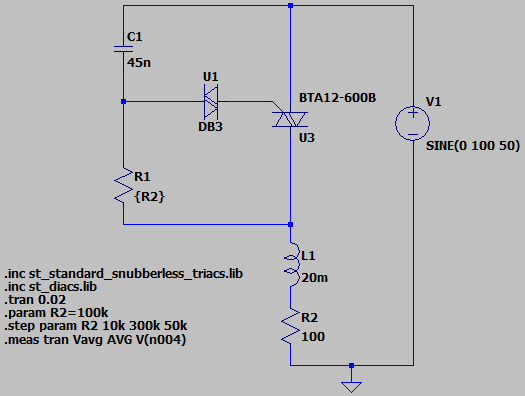 C1
45n
U1
DB3
BTA12-600B
U3
V1
SINE(0 100 50)
R1
{R2}
L1
20m
R2
100
.inc st_standard_snubberless_triacs.lib
.inc st_diacs.lib
.tran 0.02
.param R2=100k
.step param R2 10k 300k 50k
.meas tran Vavg AVG V(n004)